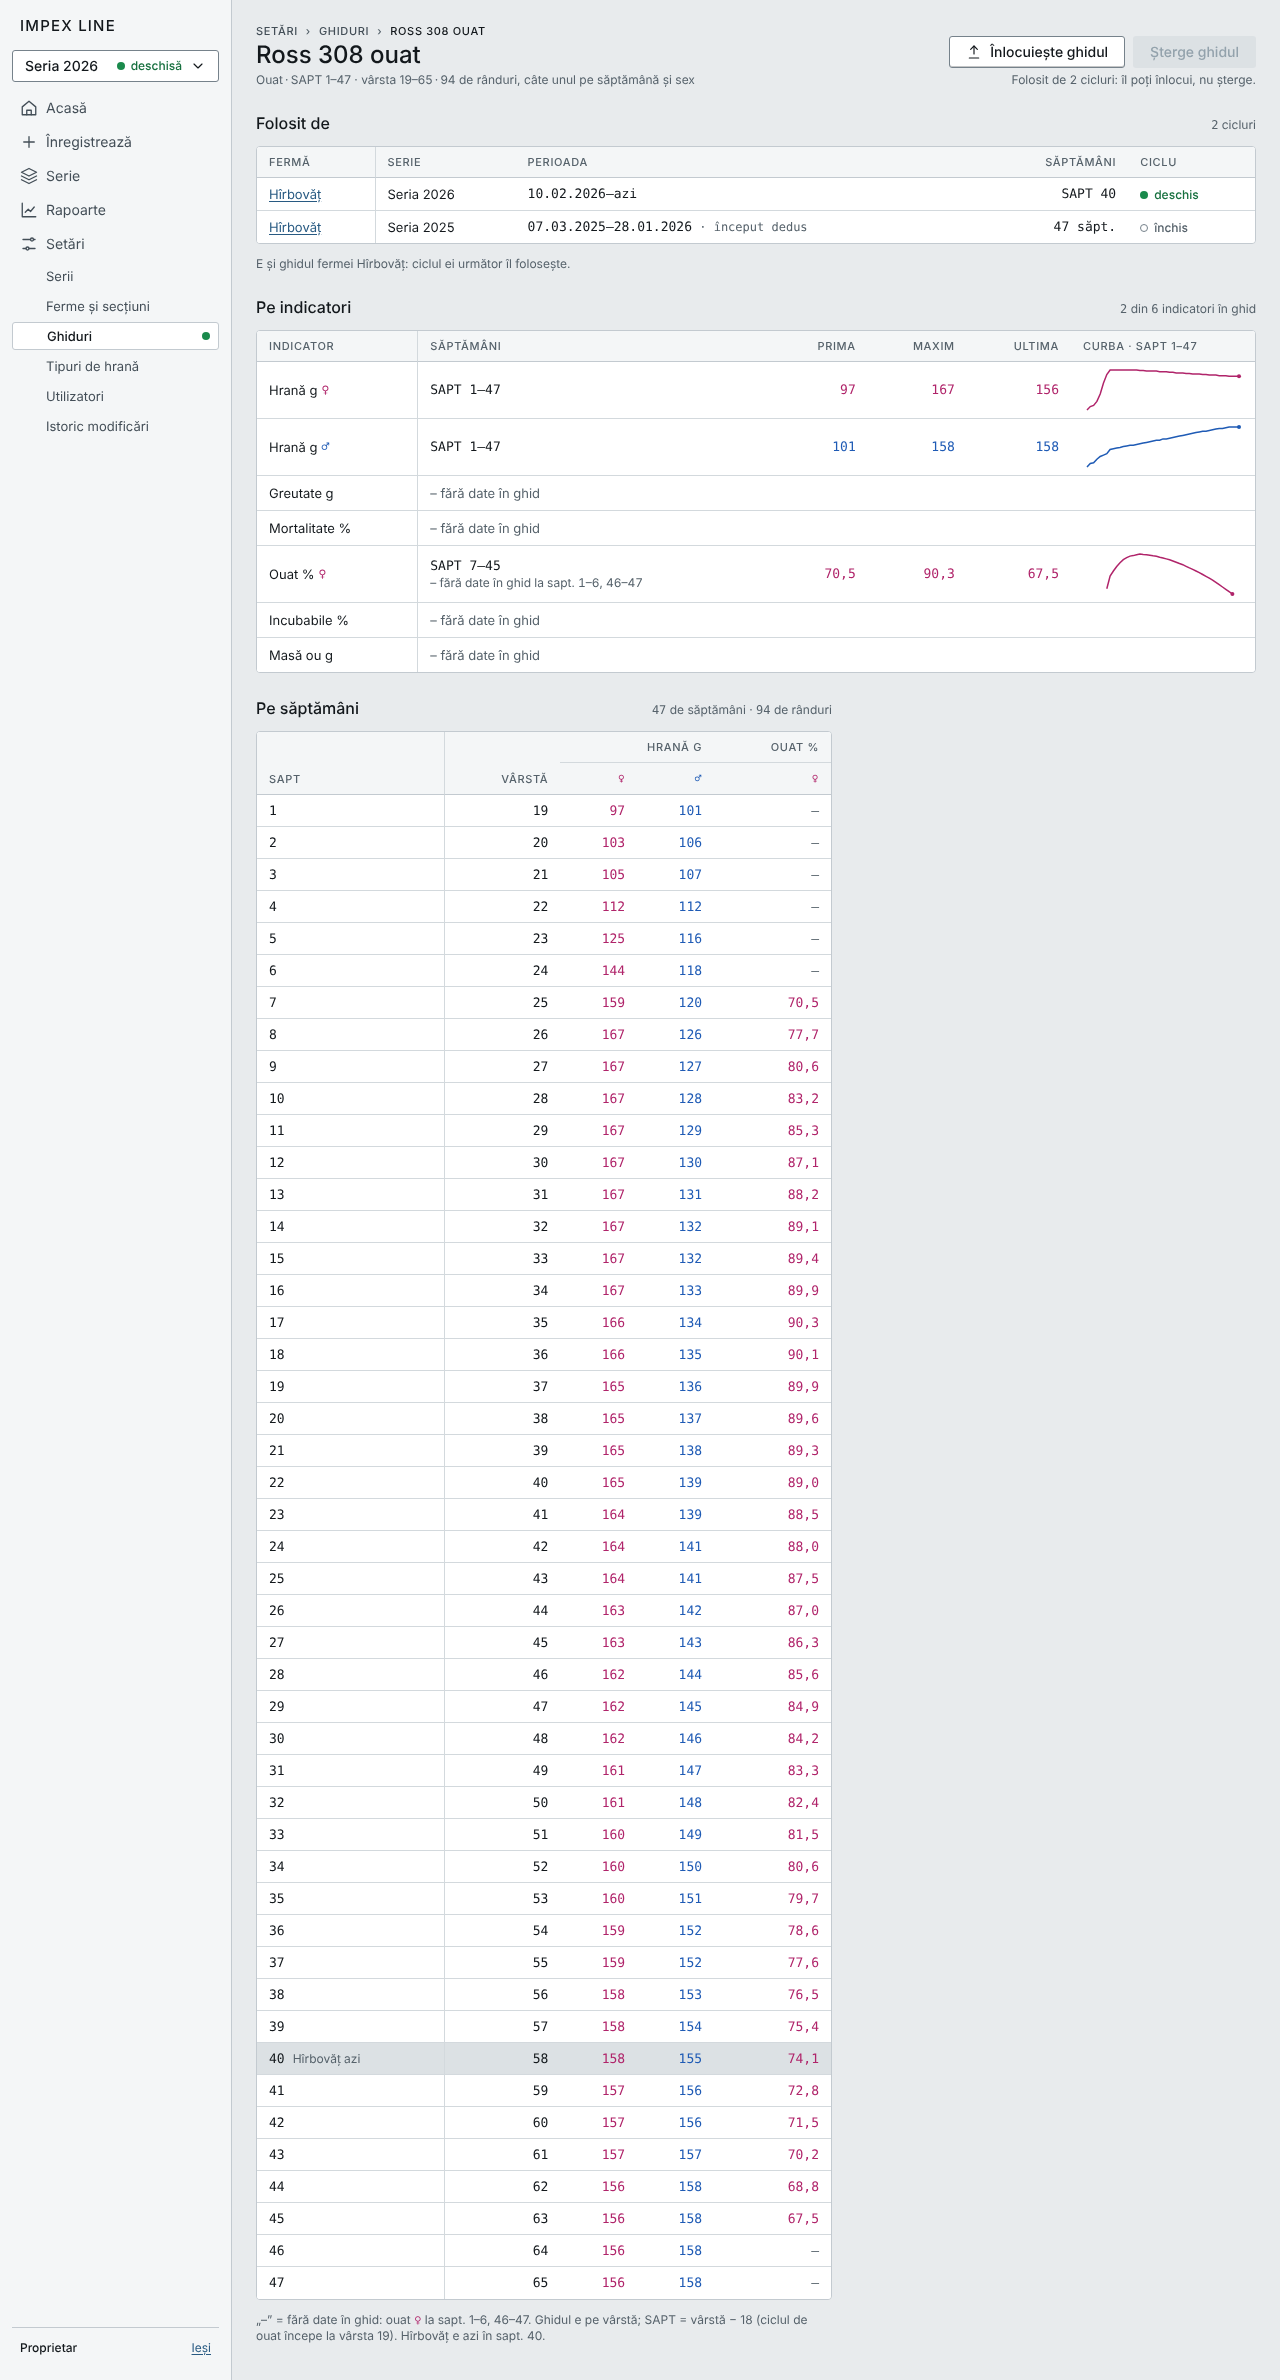 IMPEX LINE
Seria 2026 deschisă
Acasă
Înregistrează
Serie
Rapoarte
Setări
Serii
Ferme și secțiuni
Ghiduri
Tipuri de hrană
Utilizatori
Istoric modificări
Proprietar Ieși
SETĂRI › GHIDURI › ROSS 308 OUAT
Ross 308 ouat
Ouat · SAPT 1–47 · vârsta 19–65 · 94 de rânduri, câte unul pe săptămână și sex
Înlocuiește ghidul Șterge ghidul
Folosit de 2 cicluri: îl poți înlocui, nu șterge.
Folosit de 2 cicluri
FERMĂ SERIE PERIOADA SĂPTĂMÂNI CICLU
Hîrbovăț Seria 2026 10.02.2026–azi SAPT 40 deschis
Hîrbovăț Seria 2025 07.03.2025–28.01.2026 · început dedus 47 săpt. închis
E și ghidul fermei Hîrbovăț: ciclul ei următor îl folosește.
Pe indicatori 2 din 6 indicatori în ghid
INDICATOR SĂPTĂMÂNI PRIMA MAXIM ULTIMA CURBA · SAPT 1–47
Hrană g ♀ SAPT 1–47 97 167 156
Hrană g ♂ SAPT 1–47 101 158 158
Greutate g – fără date în ghid
Mortalitate % – fără date în ghid
Ouat % ♀ SAPT 7–45 70,5 90,3 67,5
– fără date în ghid la sapt. 1–6, 46–47
Incubabile % – fără date în ghid
Masă ou g – fără date în ghid
Pe săptămâni 47 de săptămâni · 94 de rânduri
HRANĂ G OUAT %
SAPT VÂRSTĂ ♀ ♂ ♀
1 19 97 101 –
2 20 103 106 –
3 21 105 107 –
4 22 112 112 –
5 23 125 116 –
6 24 144 118 –
7 25 159 120 70,5
8 26 167 126 77,7
9 27 167 127 80,6
10 28 167 128 83,2
11 29 167 129 85,3
12 30 167 130 87,1
13 31 167 131 88,2
14 32 167 132 89,1
15 33 167 132 89,4
16 34 167 133 89,9
17 35 166 134 90,3
18 36 166 135 90,1
19 37 165 136 89,9
20 38 165 137 89,6
21 39 165 138 89,3
22 40 165 139 89,0
23 41 164 139 88,5
24 42 164 141 88,0
25 43 164 141 87,5
26 44 163 142 87,0
27 45 163 143 86,3
28 46 162 144 85,6
29 47 162 145 84,9
30 48 162 146 84,2
31 49 161 147 83,3
32 50 161 148 82,4
33 51 160 149 81,5
34 52 160 150 80,6
35 53 160 151 79,7
36 54 159 152 78,6
37 55 159 152 77,6
38 56 158 153 76,5
39 57 158 154 75,4
40 Hîrbovăț azi 58 158 155 74,1
41 59 157 156 72,8
42 60 157 156 71,5
43 61 157 157 70,2
44 62 156 158 68,8
45 63 156 158 67,5
46 64 156 158 –
47 65 156 158 –
„–” = fără date în ghid: ouat ♀ la sapt. 1–6, 46–47. Ghidul e pe vârstă; SAPT = vârstă − 18 (ciclul de
ouat începe la vârsta 19). Hîrbovăț e azi în sapt. 40.